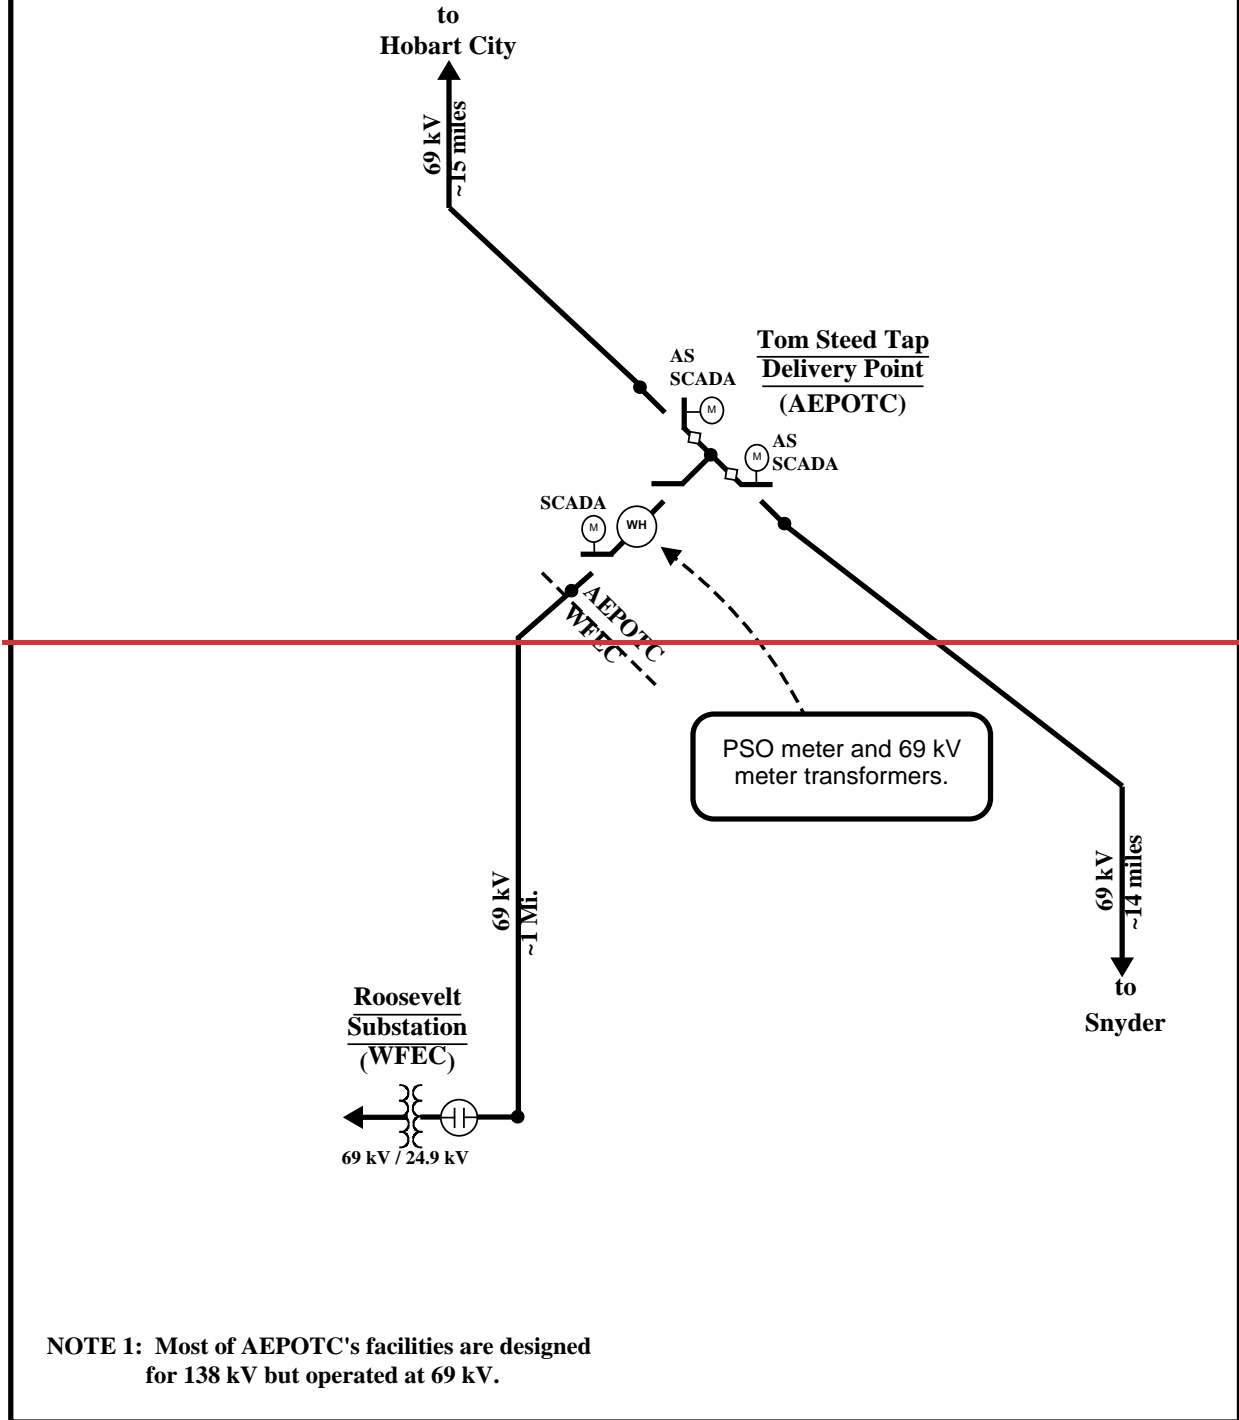 to
Hobart City
69 kV
~15 miles
Tom Steed Tap
Delivery Point
(AEPOTC)
AS
SCADA
M
AS
SCADA
M
SCADA
M
WH
AEPOTC
WFEC
PSO meter and 69 kV
meter transformers.
69 kV
~14 miles
to
Snyder
69 kV
~1 Mi.
Roosevelt
Substation
(WFEC)
69 kV / 24.9 kV
NOTE 1: Most of AEPOTC's facilities are designed
for 138 kV but operated at 69 kV.